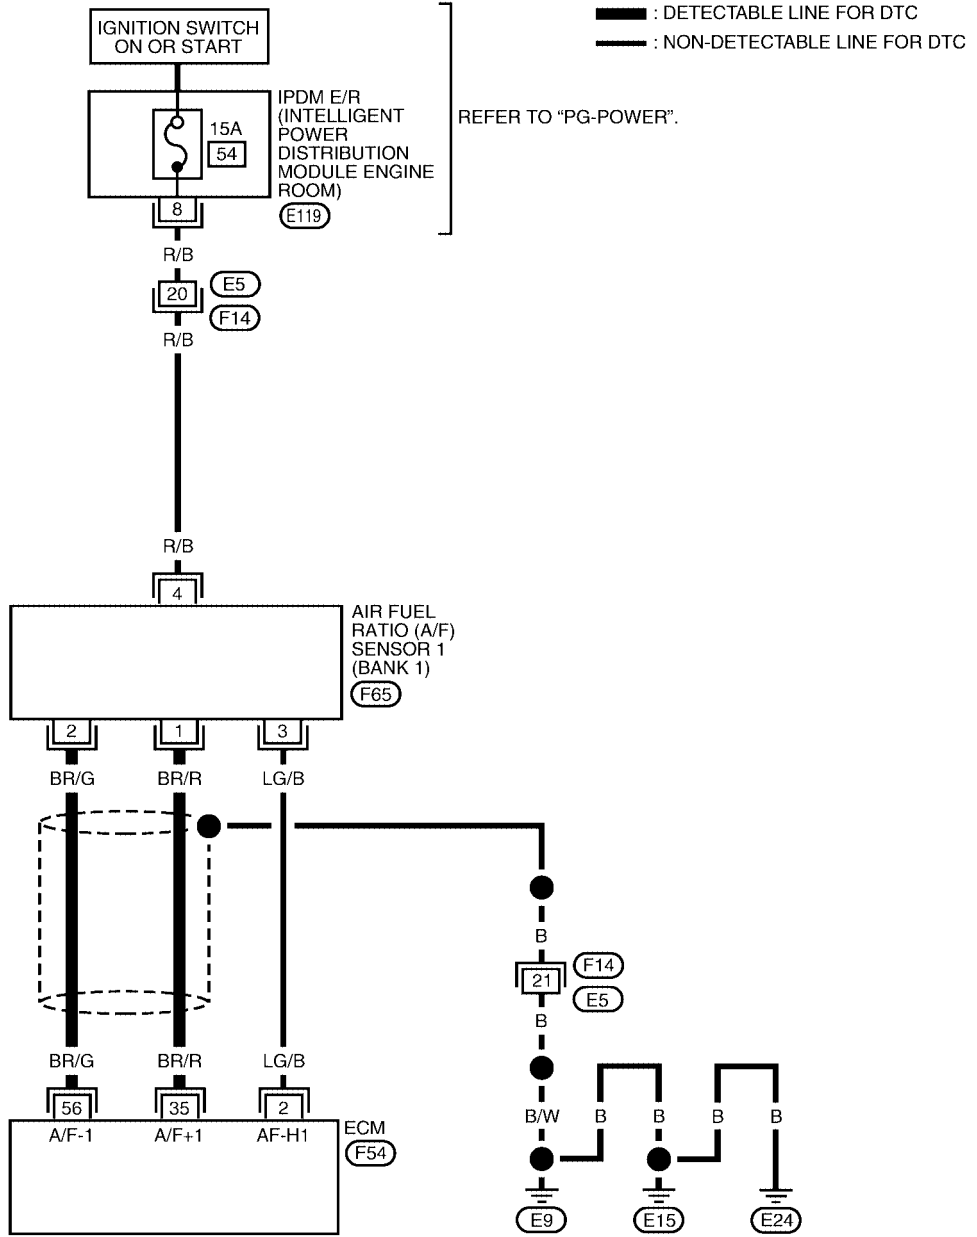 IGNITION SWITCH
ON OR START
: DETECTABLE LINE FOR DTC
: NON-DETECTABLE LINE FOR DTC
IPDM E/R
(INTELLIGENT
POWER
DISTRIBUTION
MODULE ENGINE
ROOM)
E119
15A
54
8
REFER TO “PG-POWER”.
R/B
20
E5
F14
R/B
R/B
4
AIR FUEL
RATIO (A/F)
SENSOR 1
(BANK 1)
F65
2 1 3
BR/G BR/R LG/B
B
21
F14
E5
B
BR/G BR/R LG/B
56 35 2
A/F-1 A/F+1 AF-H1
ECM
F54
B/W B B B B
E9 E15 E24